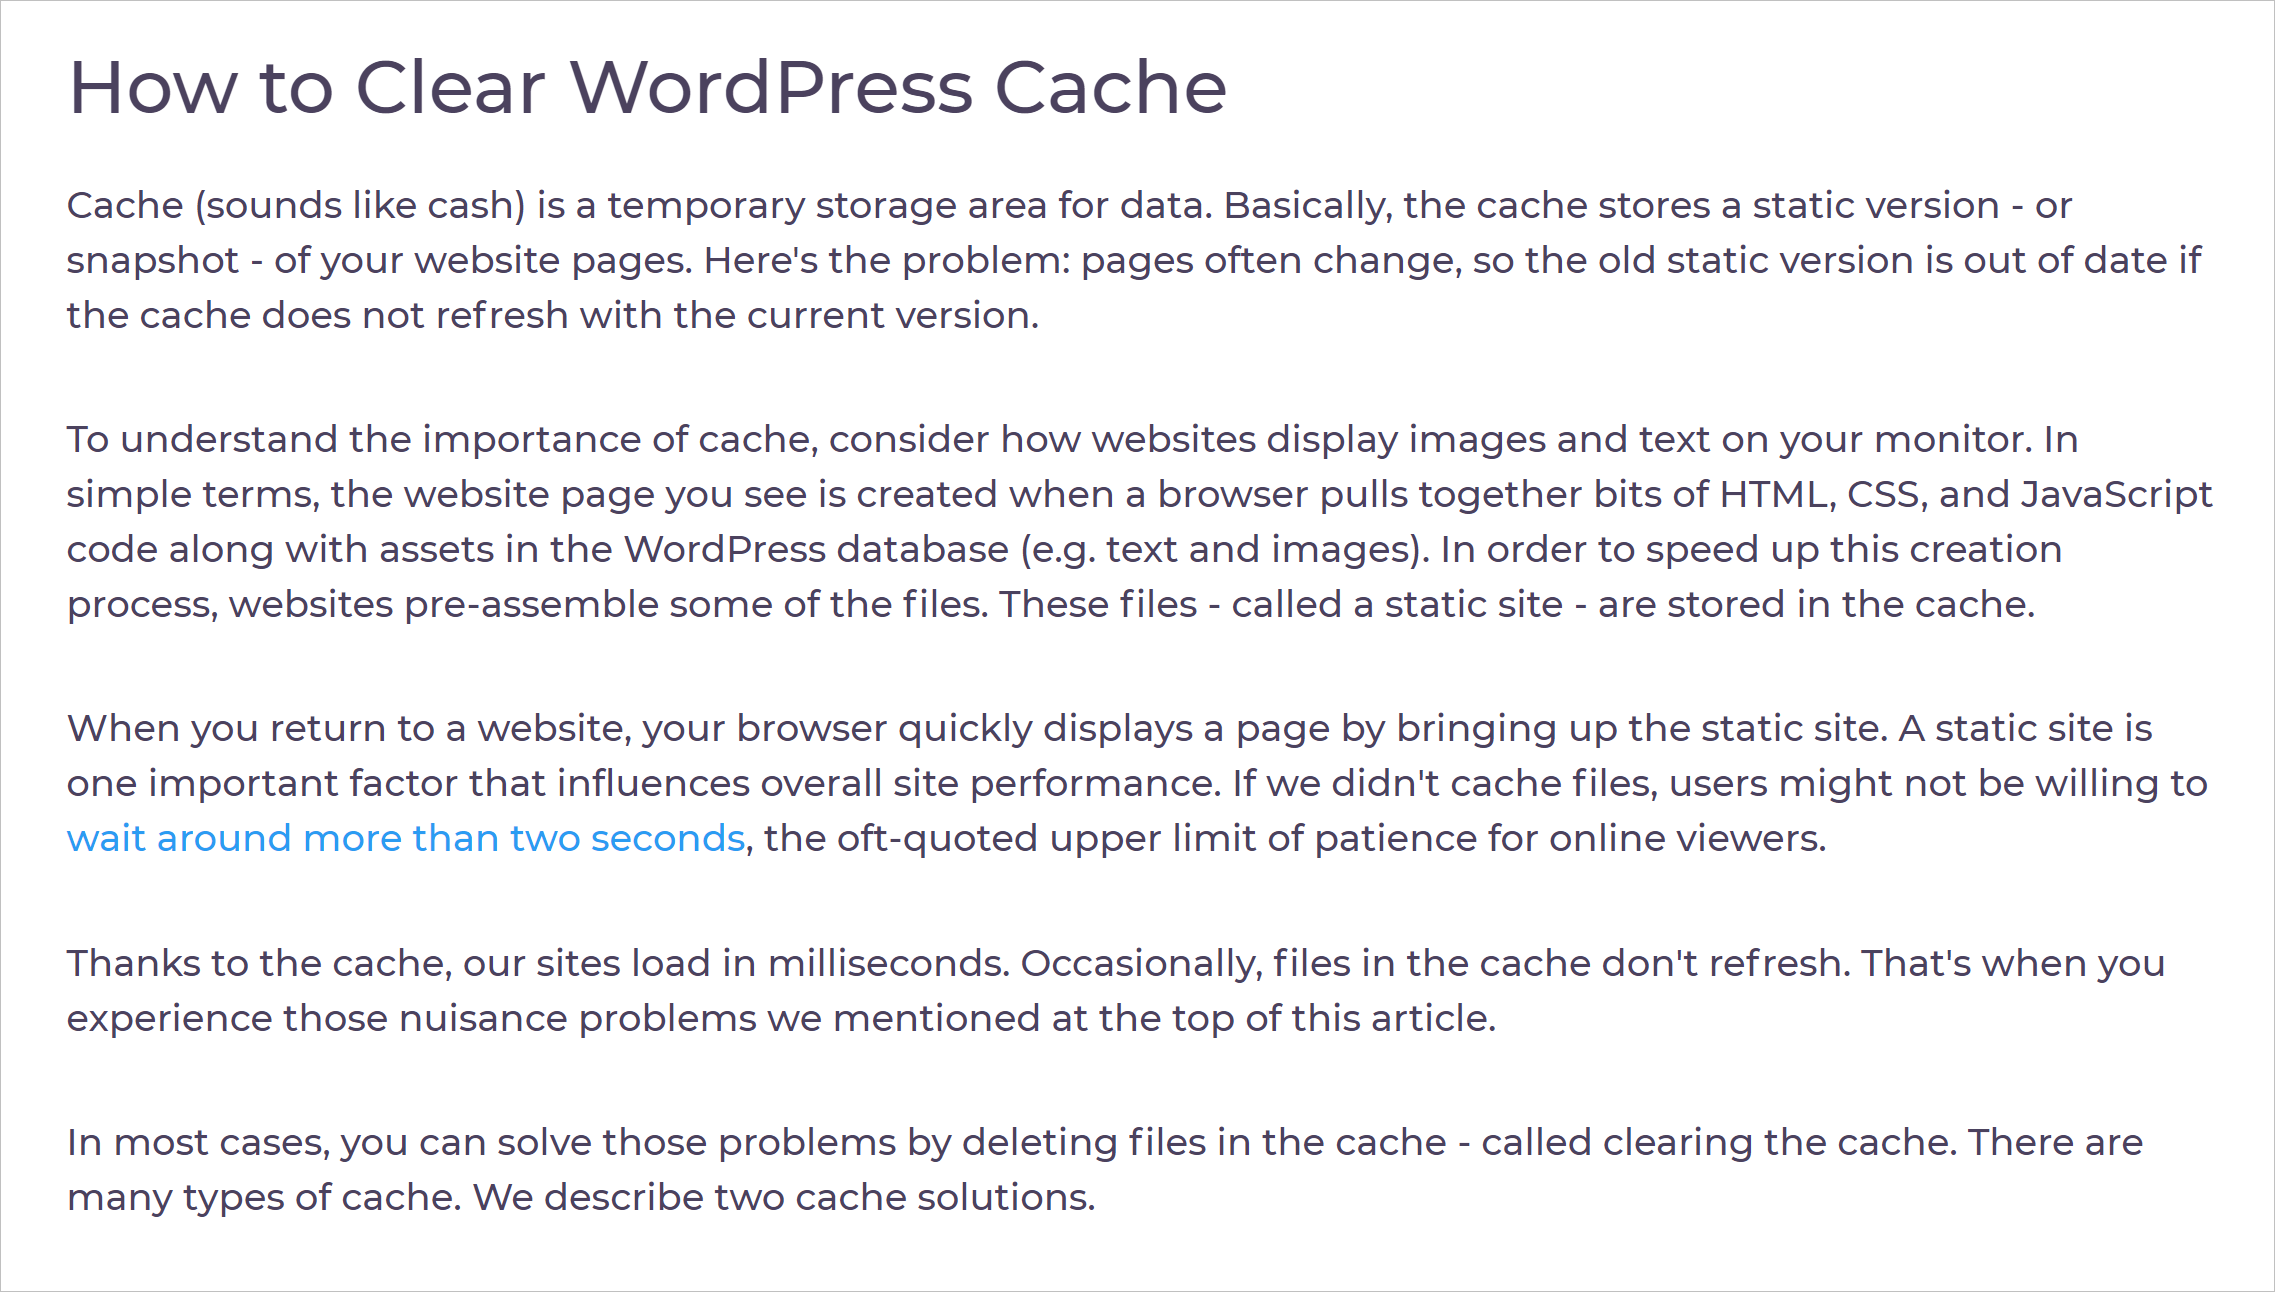 How to Clear WordPress Cache
Cache (sounds like cash) is a temporary storage area for data. Basically, the cache stores a static version - or
snapshot - of your website pages. Here's the problem: pages often change, so the old static version is out of date if
the cache does not refresh with the current version.
To understand the importance of cache, consider how websites display images and text on your monitor. In
simple terms, the website page you see is created when a browser pulls together bits of HTML, CSS, and JavaScript
code along with assets in the WordPress database (e.g. text and images). In order to speed up this creation
process, websites pre-assemble some of the files. These files - called a static site - are stored in the cache.
When you return to a website, your browser quickly displays a page by bringing up the static site. A static site is
one important factor that influences overall site performance. If we didn't cache files, users might not be willing to
wait around more than two seconds, the oft-quoted upper limit of patience for online viewers.
Thanks to the cache, our sites load in milliseconds. Occasionally, files in the cache don't refresh. That's when you
experience those nuisance problems we mentioned at the top of this article.
In most cases, you can solve those problems by deleting files in the cache - called clearing the cache. There are
many types of cache. We describe two cache solutions.